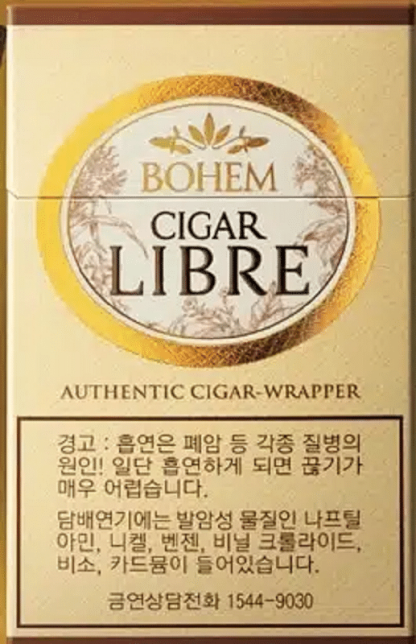 BOHEM
CIGAR
LIBRE
AUTHENTIC CIGAR-WRAPPER
경고 : 흡연은 폐암 등 각종 질병의
원인! 일단 흡연하게 되면 끊기가
매우 어렵습니다.
담배연기에는 발암성 물질인 나프틸
아민, 니켈, 벤젠, 비닐 크롤라이드,
비소, 카드뮴이 들어있습니다.
금연상담전화 1544-9030